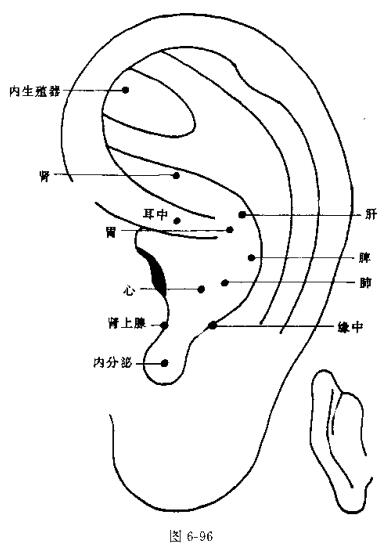 内生殖器
肾
耳中
胃
肝
脾
肺
心
肾上腺
缘中
内分泌
图 6-96